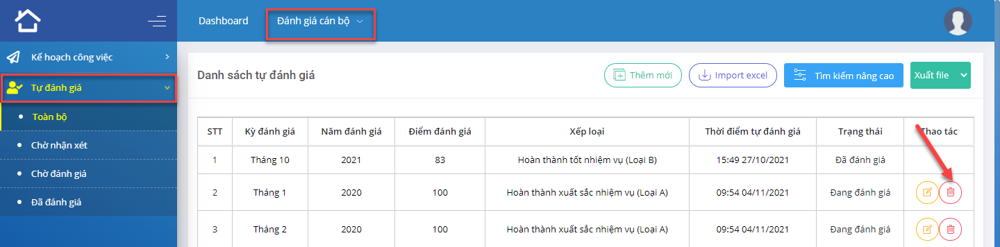 Dashboard
Đánh giá cán bộ
Kế hoạch công việc
Tự đánh giá
Toàn bộ
Chờ nhận xét
Chờ đánh giá
Đã đánh giá
Danh sách tự đánh giá
Thêm mới
Import excel
Tìm kiếm nâng cao
Xuất file
STT Kỳ đánh giá Năm đánh giá Điểm đánh giá Xếp loại Thời điểm tự đánh giá Trạng thái Thao tác
1 Tháng 10 2021 83 Hoàn thành tốt nhiệm vụ (Loại B) 15:49 27/10/2021 Đã đánh giá
2 Tháng 1 2020 100 Hoàn thành xuất sắc nhiệm vụ (Loại A) 09:54 04/11/2021 Đang đánh giá
3 Tháng 2 2020 100 Hoàn thành xuất sắc nhiệm vụ (Loại A) 09:54 04/11/2021 Đang đánh giá